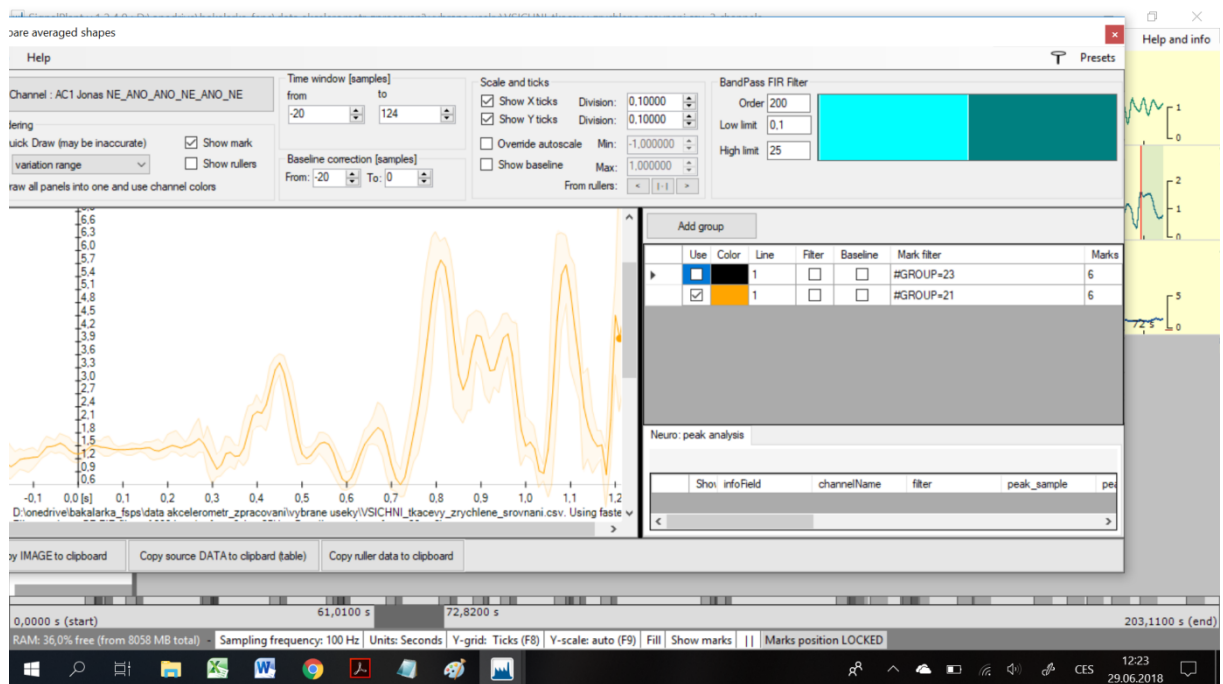 pare averaged shapes
Help and info
Help
Presets
Channel : AC1 Jonas NE_ANO_ANO_NE_ANO_NE
Time window [samples]
from to
-20 124
Baseline correction [samples]
From: -20 To: 0
Scale and ticks
Show X ticks Division: 0,10000
Show Y ticks Division: 0,10000
Override autoscale Min: -1,000000
Show baseline Max: 1,000000
From rullers: < |-| >
BandPass FIR Filter
Order 200
Low limit 0,1
High limit 25
dering
uick Draw (may be inaccurate) Show mark
variation range Show rullers
raw all panels into one and use channel colors
1
0
2
1
0
5
0
72 s
6,6
6,3
6,0
5,7
5,4
5,1
4,8
4,5
4,2
3,9
3,6
3,3
3,0
2,7
2,4
2,1
1,8
1,5
1,2
0,9
0,6
-0,1 0,0 [s] 0,1 0,2 0,3 0,4 0,5 0,6 0,7 0,8 0,9 1,0 1,1 1,2
D:\onedrive\bakalarka_fsps\data akcelerometr_zpracovani\vybrane useky\VSICHNI_tkacevy_zrychlene_srovnani.csv. Using faste
Add group
Use Color Line Filter Baseline Mark filter Marks
1 #GROUP=23 6
1 #GROUP=21 6
Neuro: peak analysis
Shov infoField channelName filter peak_sample pea
py IMAGE to clipboard Copy source DATA to clipbard (table) Copy ruller data to clipboard
0,0000 s (start) 61,0100 s 72,8200 s 203,1100 s (end)
RAM: 36,0% free (from 8058 MB total) - Sampling frequency: 100 Hz Units: Seconds Y-grid: Ticks (F8) Y-scale: auto (F9) Fill Show marks || Marks position LOCKED
CES
12:23
29.06.2018